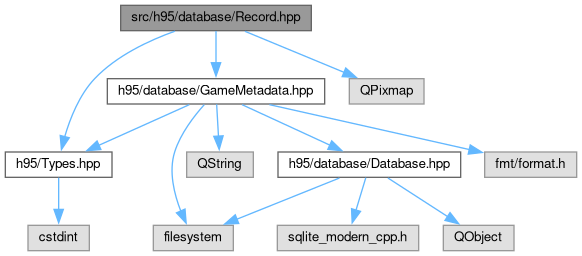 src/h95/database/Record.hpp
h95/database/GameMetadata.hpp
QPixmap
h95/Types.hpp
QString
h95/database/Database.hpp
fmt/format.h
cstdint
filesystem
sqlite_modern_cpp.h
QObject